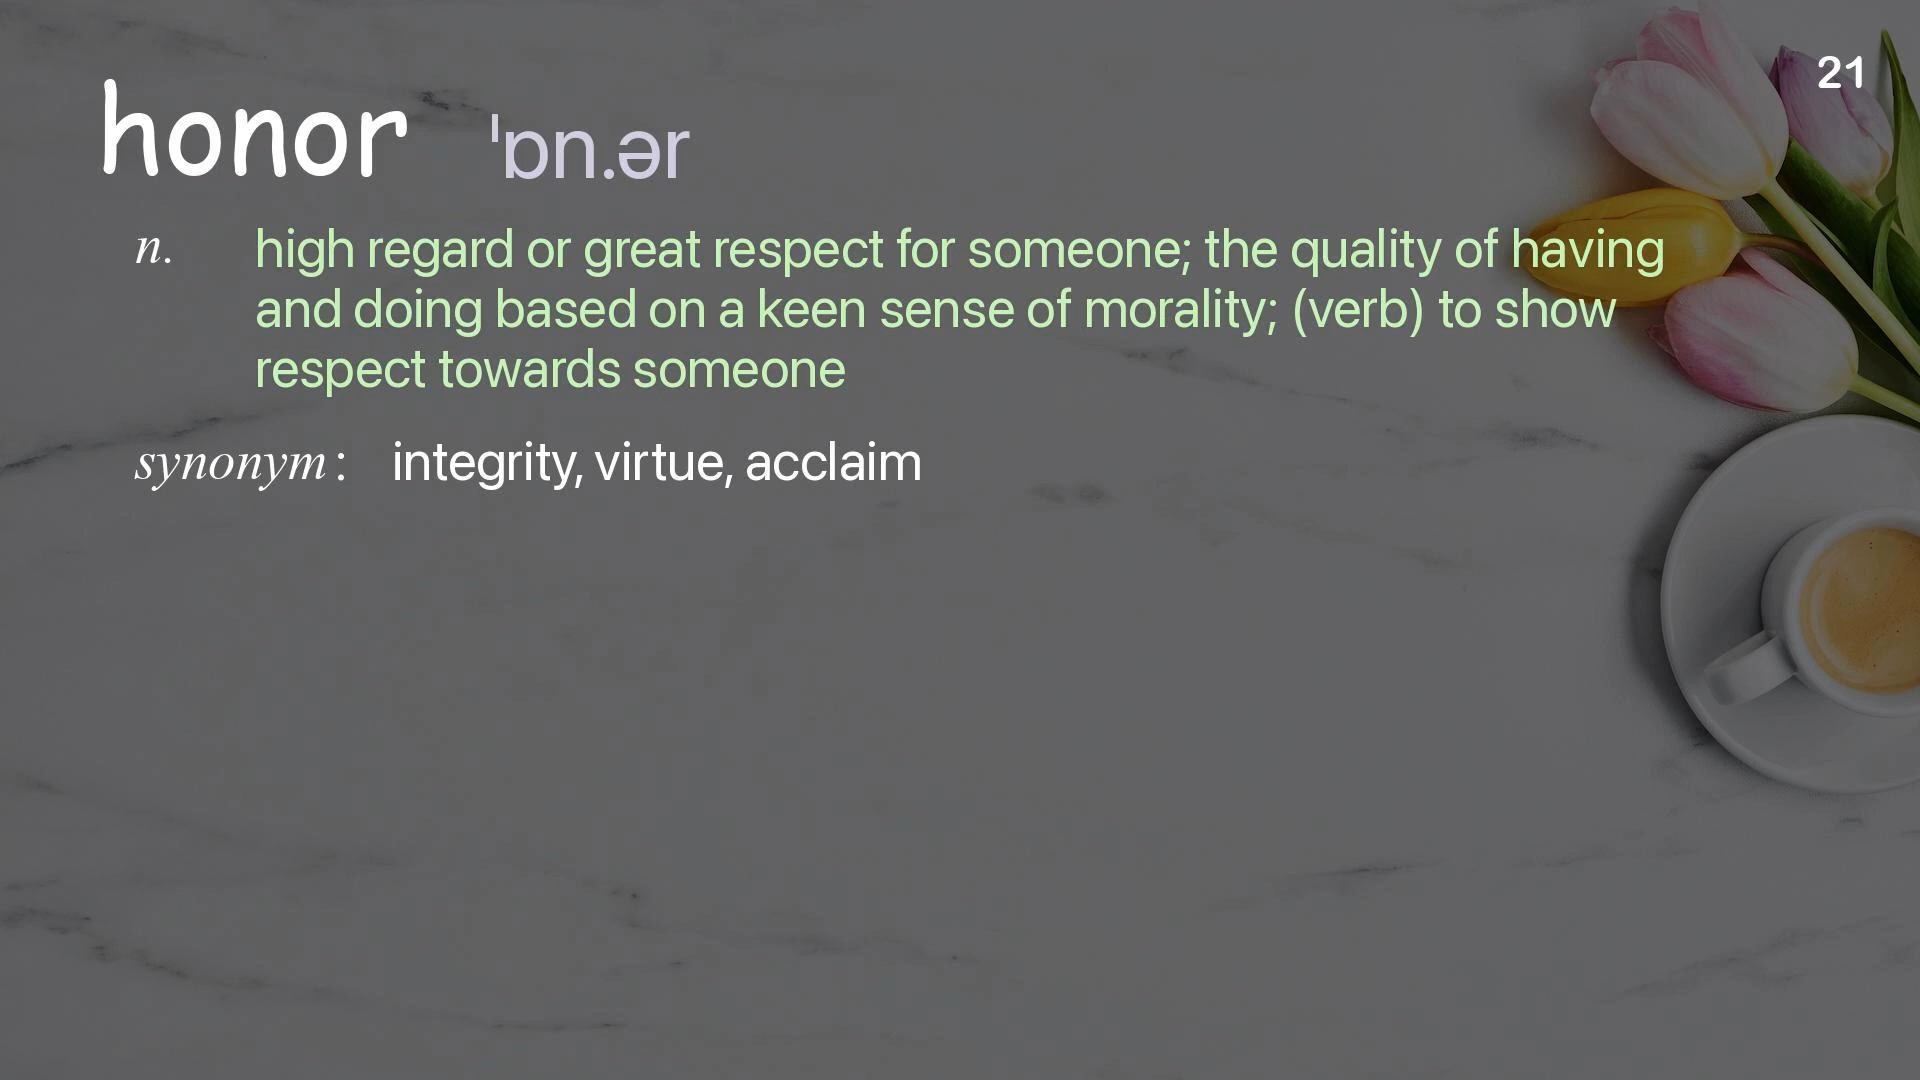 21
honor ˈɒn.ər
n. high regard or great respect for someone; the quality of having
and doing based on a keen sense of morality; (verb) to show
respect towards someone
synonym : integrity, virtue, acclaim